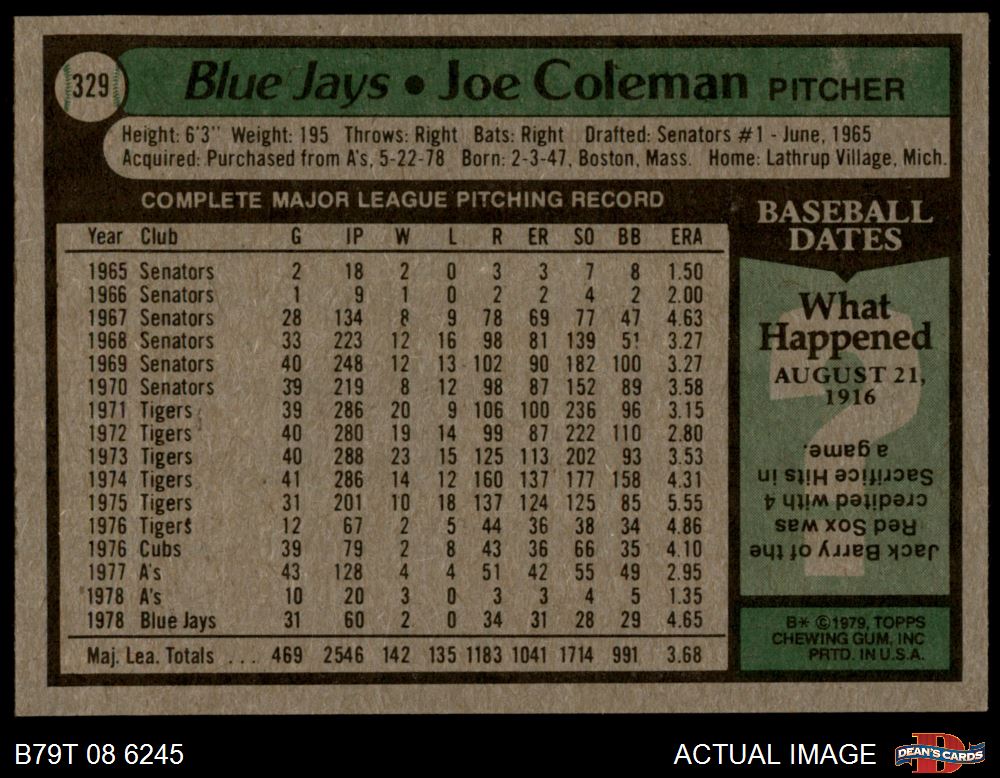 329
Blue Jays • Joe Coleman PITCHER
Height: 6'3" Weight: 195 Throws: Right Bats: Right Drafted: Senators #1 - June, 1965
Acquired: Purchased from A's, 5-22-78 Born: 2-3-47, Boston, Mass. Home: Lathrup Village, Mich.
COMPLETE MAJOR LEAGUE PITCHING RECORD
Year Club G IP W L R ER SO BB ERA
1965 Senators 2 18 2 0 3 3 7 8 1.50
1966 Senators 1 9 1 0 2 2 4 2 2.00
1967 Senators 28 134 8 9 78 69 77 47 4.63
1968 Senators 33 223 12 16 98 81 139 51 3.27
1969 Senators 40 248 12 13 102 90 182 100 3.27
1970 Senators 39 219 8 12 98 87 152 89 3.58
1971 Tigers 39 286 20 9 106 100 236 96 3.15
1972 Tigers 40 280 19 14 99 87 222 110 2.80
1973 Tigers 40 288 23 15 125 113 202 93 3.53
1974 Tigers 41 286 14 12 160 137 177 158 4.31
1975 Tigers 31 201 10 18 137 124 125 85 5.55
1976 Tigers 12 67 2 5 44 36 38 34 4.86
1976 Cubs 39 79 2 8 43 36 66 35 4.10
1977 A's 43 128 4 4 51 42 55 49 2.95
1978 A's 10 20 3 0 3 3 4 5 1.35
1978 Blue Jays 31 60 2 0 34 31 28 29 4.65
Maj. Lea. Totals ... 469 2546 142 135 1183 1041 1714 991 3.68
BASEBALL
DATES
What
Happened
AUGUST 21,
1916
Jack Barry of the
Red Sox was
credited with 4
Sacrifice Hits in
a game.
B* ©1979, TOPPS
CHEWING GUM, INC
PRTD. IN U.S.A.
B79T 08 6245
ACTUAL IMAGE
DEAN'S CARDS